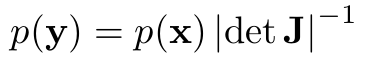 p(𝐲) = p(𝐱) |det 𝐉|⁻¹